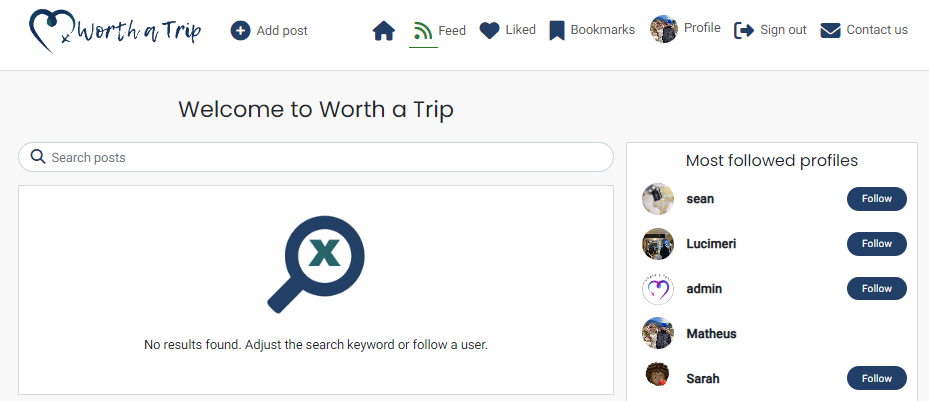 Worth a Trip
Add post
Feed
Liked
Bookmarks
Profile
Sign out
Contact us
Welcome to Worth a Trip
Search posts
X
No results found. Adjust the search keyword or follow a user.
Most followed profiles
sean Follow
Lucimeri Follow
admin Follow
Matheus
Sarah Follow